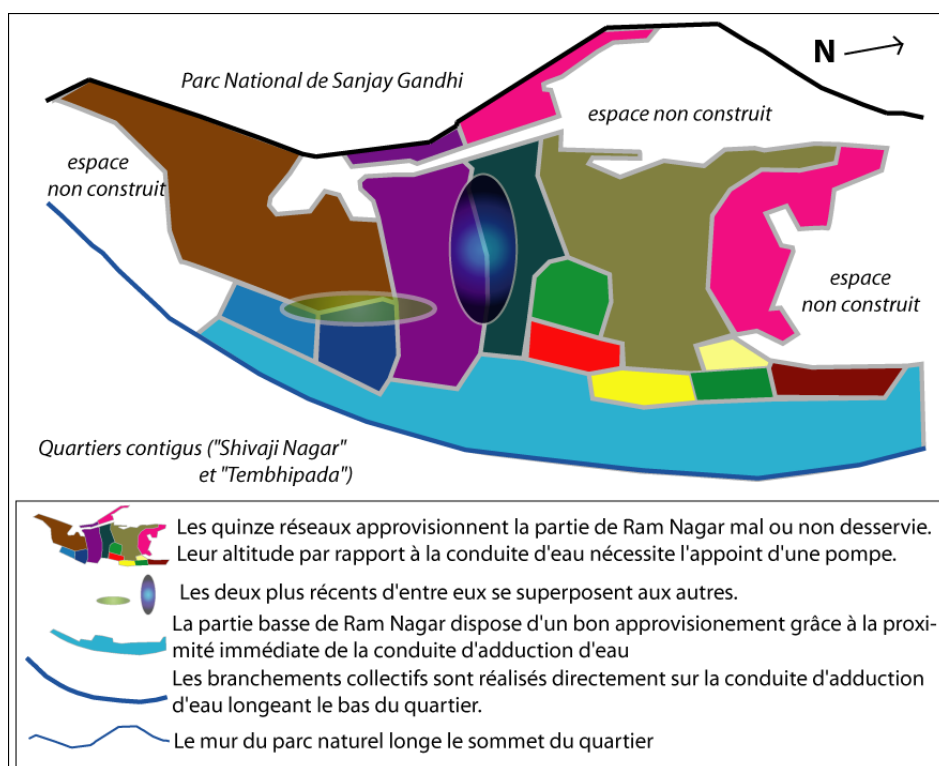 N
Parc National de Sanjay Gandhi
espace non construit
espace
non construit
espace
non construit
Quartiers contigus ("Shivaji Nagar"
et "Tembhipada")
Les quinze réseaux approvisionnent la partie de Ram Nagar mal ou non desservie.
Leur altitude par rapport à la conduite d'eau nécessite l'appoint d'une pompe.
Les deux plus récents d'entre eux se superposent aux autres.
La partie basse de Ram Nagar dispose d'un bon approvisionement grâce à la proxi-
mité immédiate de la conduite d'adduction d'eau
Les branchements collectifs sont réalisés directement sur la conduite d'adduction
d'eau longeant le bas du quartier.
Le mur du parc naturel longe le sommet du quartier